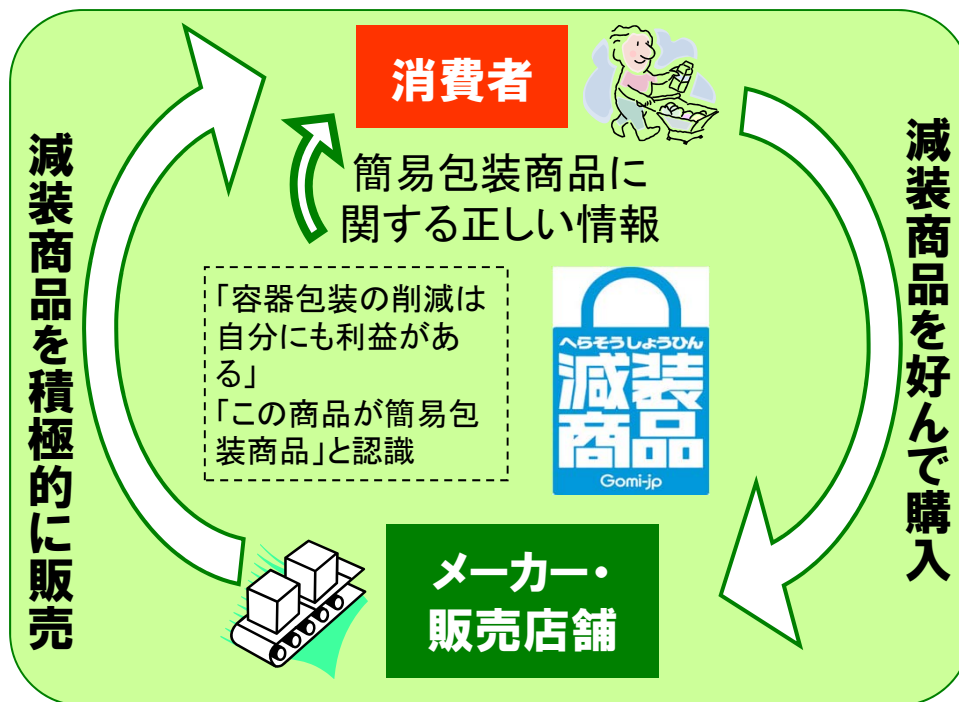 消費者
簡易包装商品に
関する正しい情報
「容器包装の削減は
自分にも利益があ
る」
「この商品が簡易包
装商品」と認識
へらそうしょうひん
減装
商品
Gomi-jp
メーカー・
販売店舗
減装商品を積極的に販売
減装商品を好んで購入